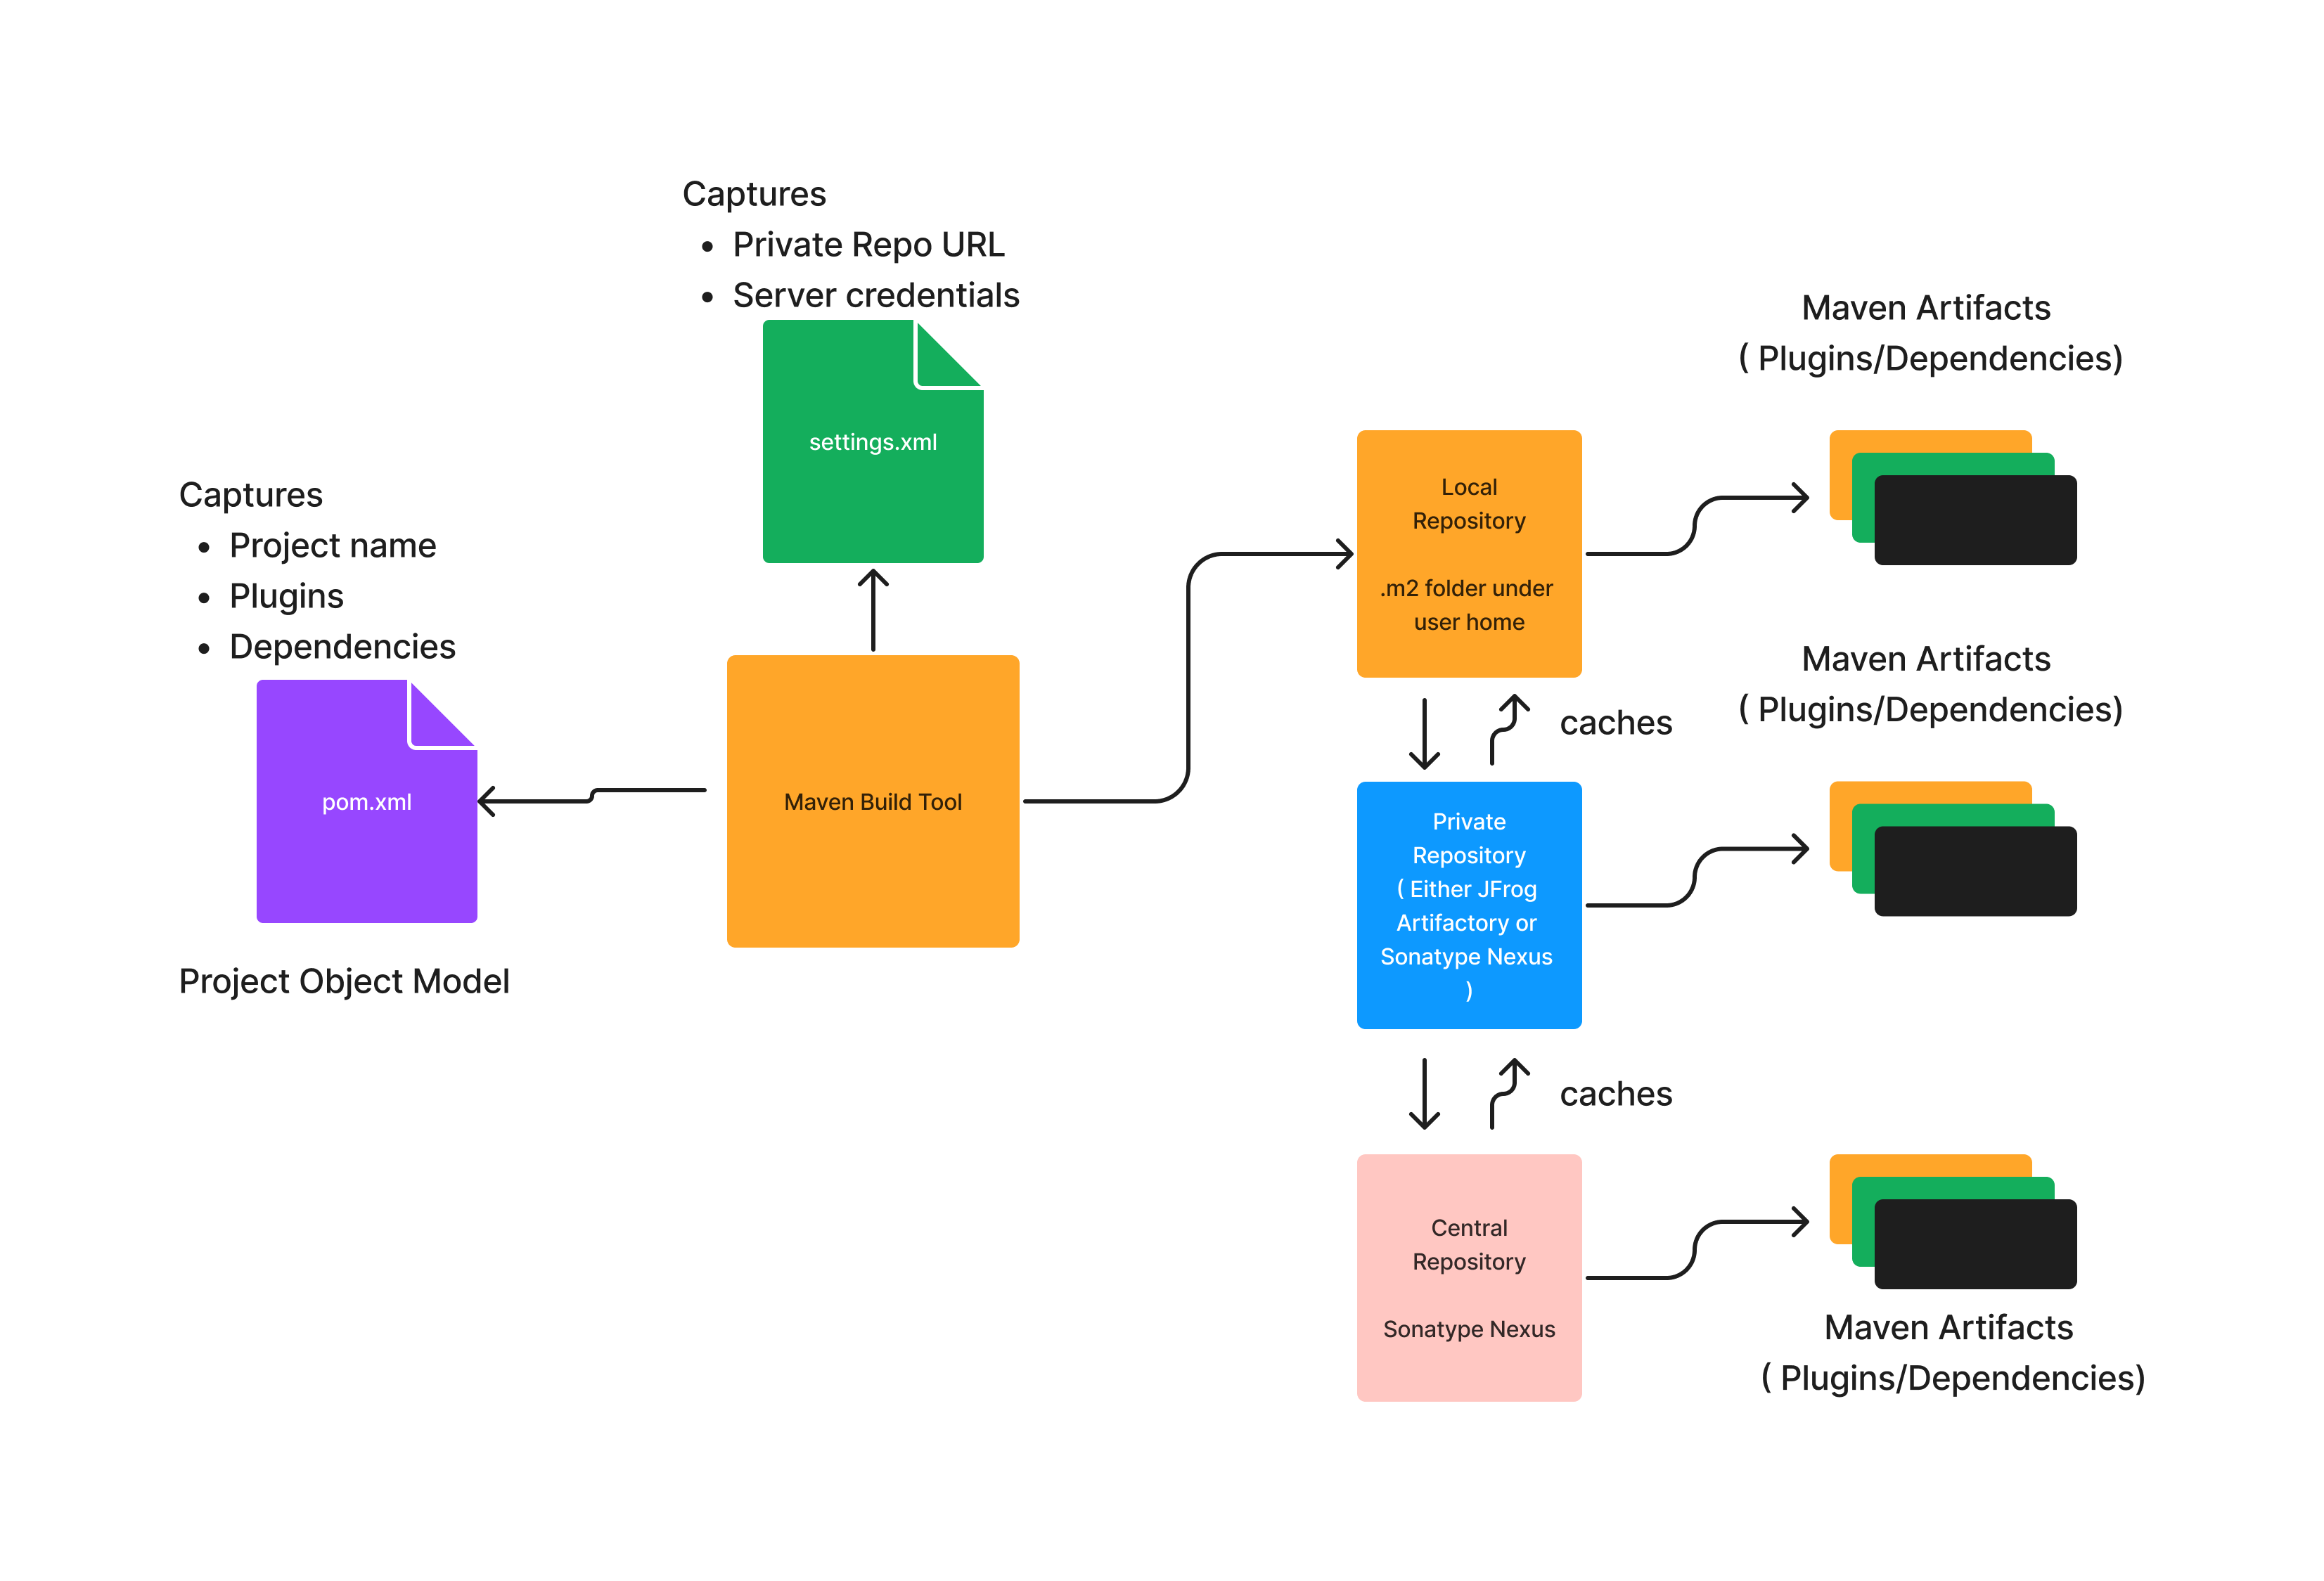 Captures
• Private Repo URL
• Server credentials
settings.xml
Captures
• Project name
• Plugins
• Dependencies
pom.xml
Project Object Model
Maven Build Tool
Local
Repository
.m2 folder under
user home
Maven Artifacts
( Plugins/Dependencies)
caches
Private
Repository
( Either JFrog
Artifactory or
Sonatype Nexus
)
Maven Artifacts
( Plugins/Dependencies)
caches
Central
Repository
Sonatype Nexus
Maven Artifacts
( Plugins/Dependencies)